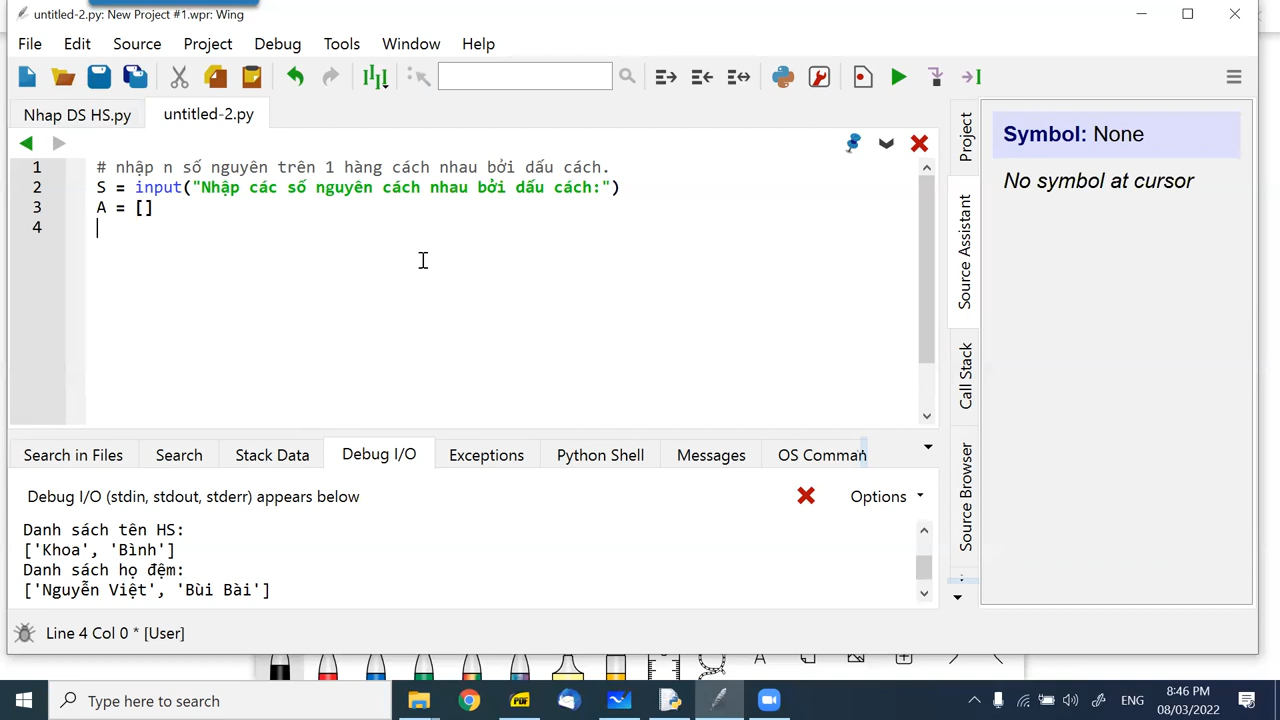 untitled-2.py: New Project #1.wpr: Wing
File Edit Source Project Debug Tools Window Help
Nhap DS HS.py untitled-2.py
1 # nhập n số nguyên trên 1 hàng cách nhau bởi dấu cách.
2 S = input("Nhập các số nguyên cách nhau bởi dấu cách:")
3 A = []
4
Project
Source Assistant
Call Stack
Source Browser
Symbol: None
No symbol at cursor
Search in Files Search Stack Data Debug I/O Exceptions Python Shell Messages OS Comman
Debug I/O (stdin, stdout, stderr) appears below Options
Danh sách tên HS:
['Khoa', 'Bình']
Danh sách họ đệm:
['Nguyễn Việt', 'Bùi Bài']
Line 4 Col 0 * [User]
Type here to search
PDF
ENG
8:46 PM
08/03/2022